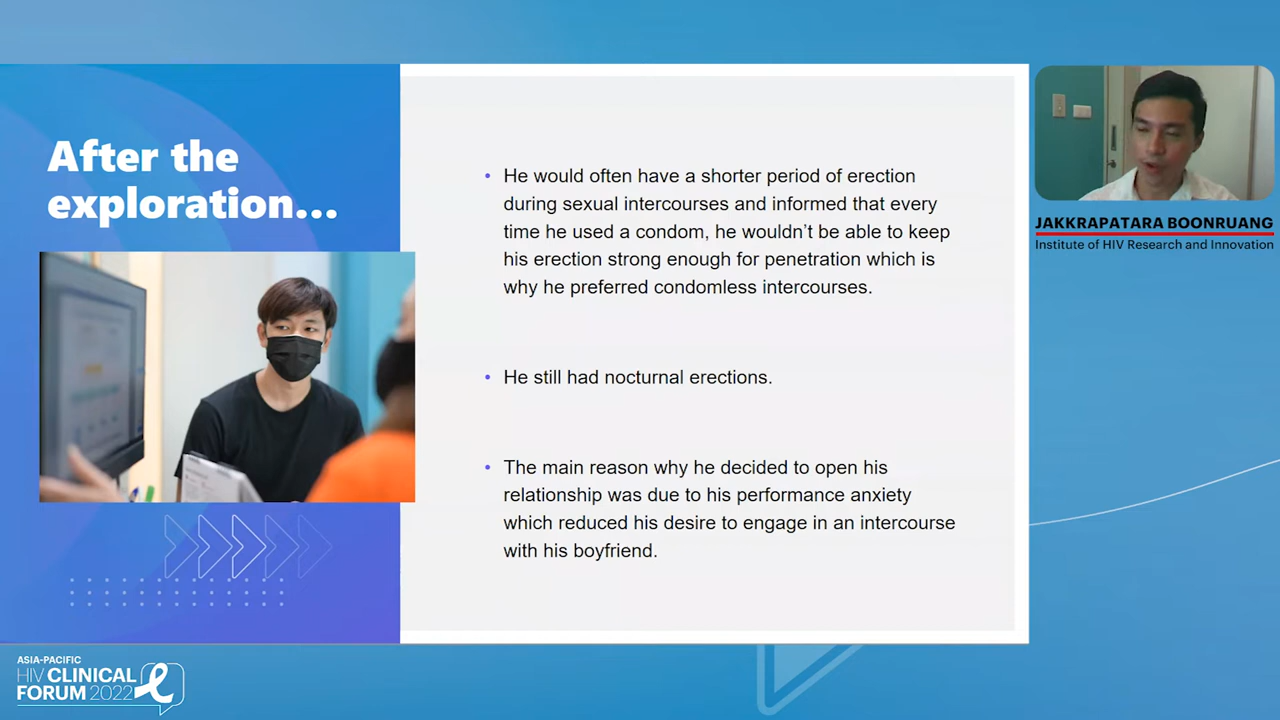 After the
exploration...
• He would often have a shorter period of erection
during sexual intercourses and informed that every
time he used a condom, he wouldn't be able to keep
his erection strong enough for penetration which is
why he preferred condomless intercourses.
• He still had nocturnal erections.
• The main reason why he decided to open his
relationship was due to his performance anxiety
which reduced his desire to engage in an intercourse
with his boyfriend.
JAKKRAPATARA BOONRUANG
Institute of HIV Research and Innovation
ASIA-PACIFIC
HIV CLINICAL
FORUM 2022